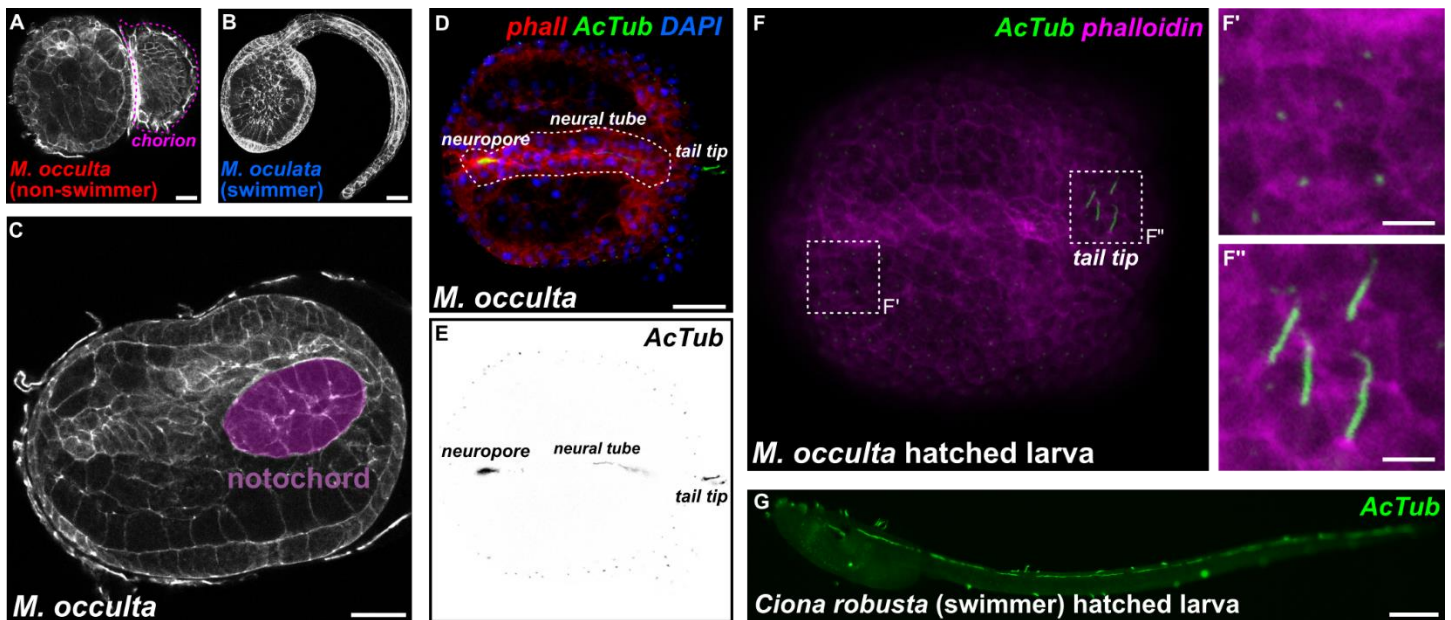 A
chorion
M. occulta
(non-swimmer)
B
M. oculata
(swimmer)
C
notochord
M. occulta
D
phall AcTub DAPI
neural tube
neuropore
tail tip
M. occulta
E
AcTub
neuropore
neural tube
tail tip
F
AcTub phalloidin
F'
F"
tail tip
M. occulta hatched larva
F'
F"
G
AcTub
Ciona robusta (swimmer) hatched larva